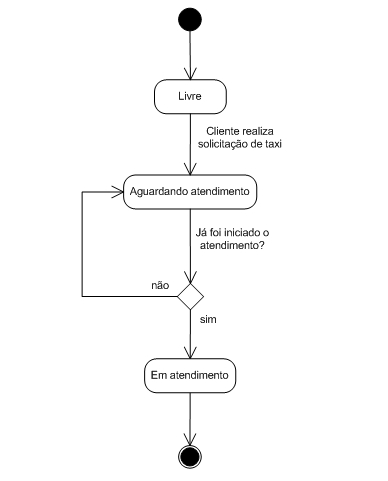 Livre
Cliente realiza
solicitação de taxi
Aguardando atendimento
Já foi iniciado o
atendimento?
não
sim
Em atendimento